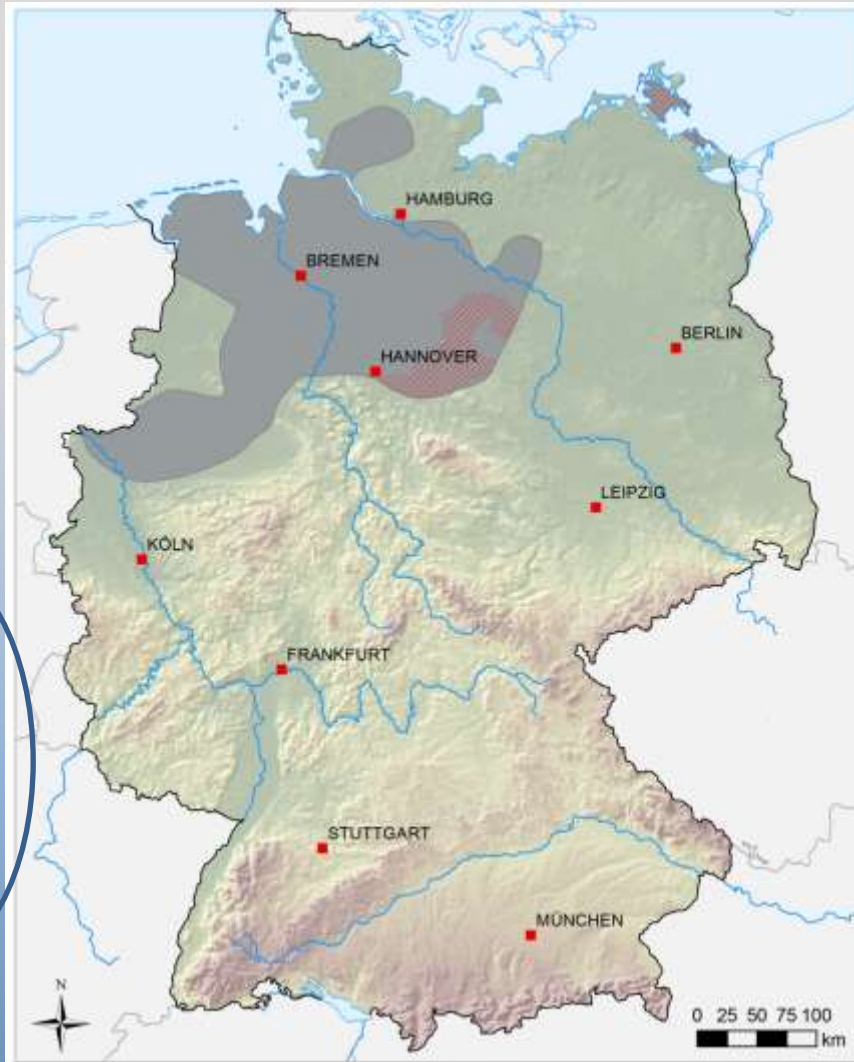 HAMBURG
BREMEN
BERLIN
HANNOVER
LEIPZIG
KÖLN
FRANKFURT
STUTTGART
MÜNCHEN
N
0 25 50 75 100
km